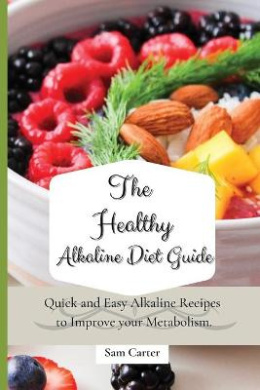 The
Healthy
Alkaline Diet Guide
Quick and Easy Alkaline Recipes
to Improve your Metabolism.
Sam Carter